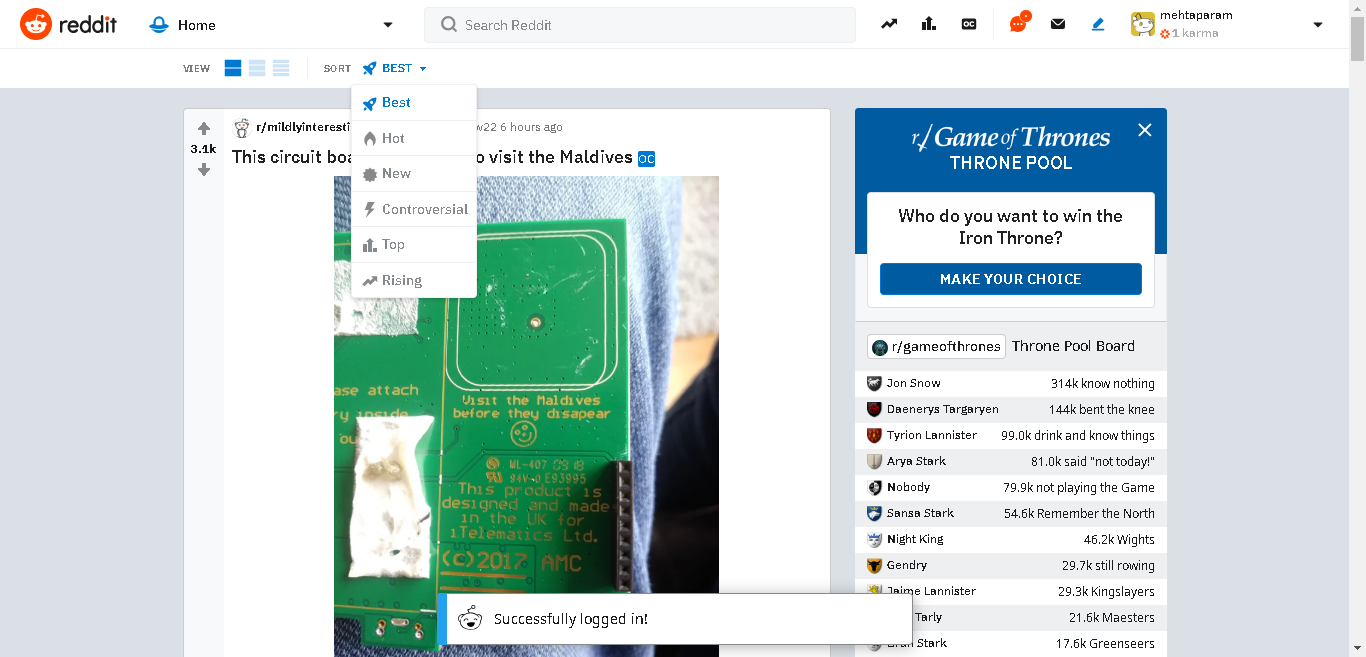 reddit
Home
Search Reddit
OC
mehtaparam
1 karma
VIEW
SORT
BEST
Best
Hot
New
Controversial
Top
Rising
3.1k
r/mildlyinteresti
w22 6 hours ago
This circuit boa
o visit the Maldives OC
ase attach
ry inside
Visit the Maldives
before they disapear
ML-407 09 18
94V-0 E93995
This product is
designed and made
in the UK for
iTelematics Ltd.
(c)2017 AMC
r/Game of Thrones
THRONE POOL
Who do you want to win the
Iron Throne?
MAKE YOUR CHOICE
r/gameofthrones Throne Pool Board
Jon Snow 314k know nothing
Daenerys Targaryen 144k bent the knee
Tyrion Lannister 99.0k drink and know things
Arya Stark 81.0k said "not today!"
Nobody 79.9k not playing the Game
Sansa Stark 54.6k Remember the North
Night King 46.2k Wights
Gendry 29.7k still rowing
Jaime Lannister 29.3k Kingslayers
Tarly 21.6k Maesters
Bran Stark 17.6k Greenseers
Successfully logged in!